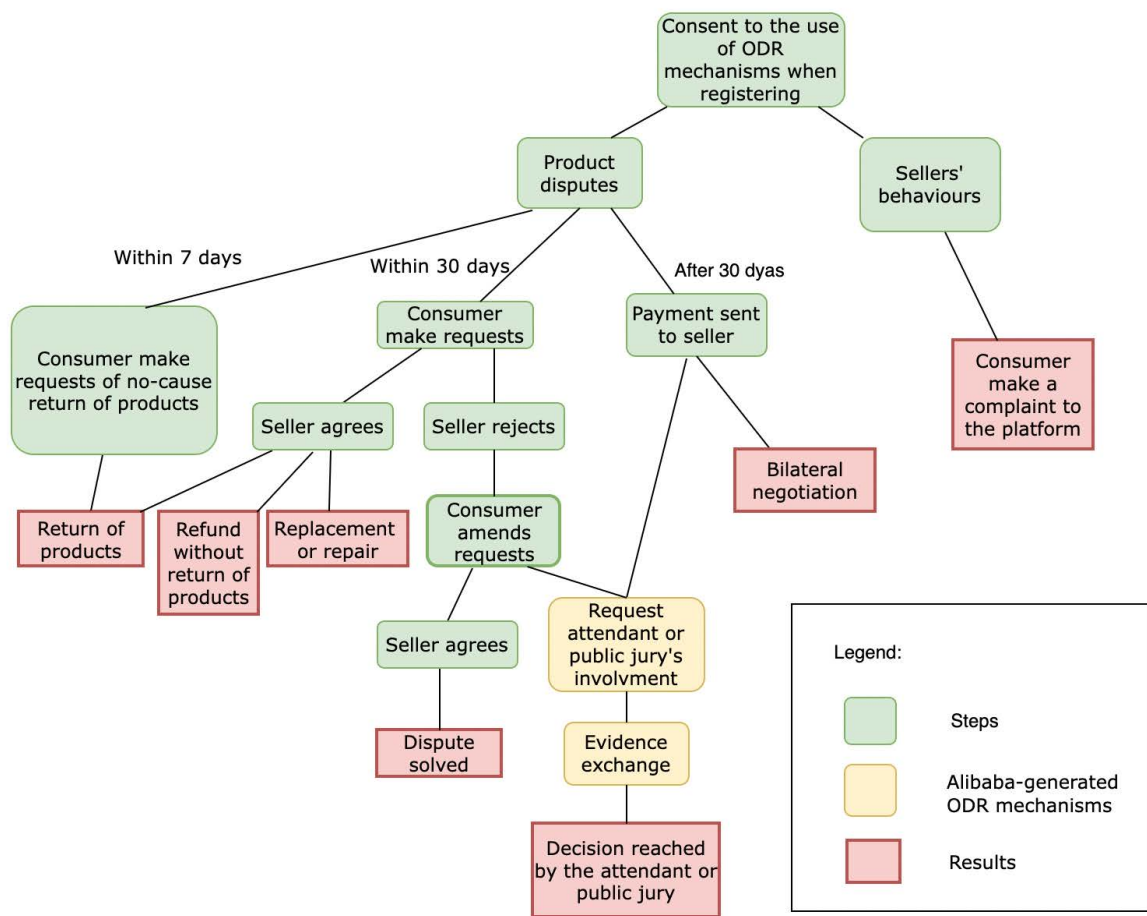 Consent to the use
of ODR
mechanisms when
registering
Product
disputes
Sellers'
behaviours
Within 7 days
Within 30 days
After 30 dyas
Consumer make
requests of no-cause
return of products
Consumer
make requests
Payment sent
to seller
Consumer
make a
complaint to
the platform
Seller agrees
Seller rejects
Bilateral
negotiation
Return of
products
Refund
without
return of
products
Replacement
or repair
Consumer
amends
requests
Seller agrees
Request
attendant or
public jury's
involvment
Dispute
solved
Evidence
exchange
Decision reached
by the attendant or
public jury
Legend:
Steps
Alibaba-generated
ODR mechanisms
Results